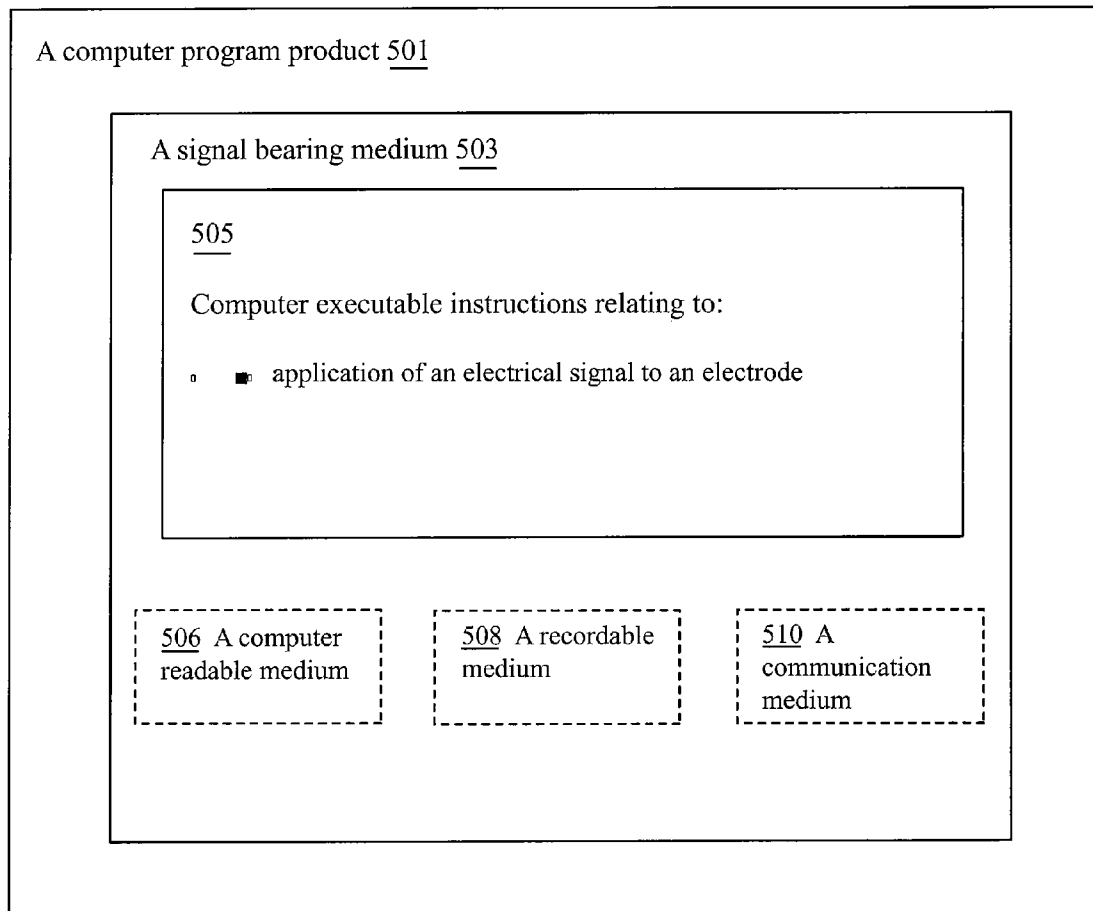 A computer program product 501
A signal bearing medium 503
505
Computer executable instructions relating to:
application of an electrical signal to an electrode
506 A computer
readable medium
508 A recordable
medium
510 A
communication
medium